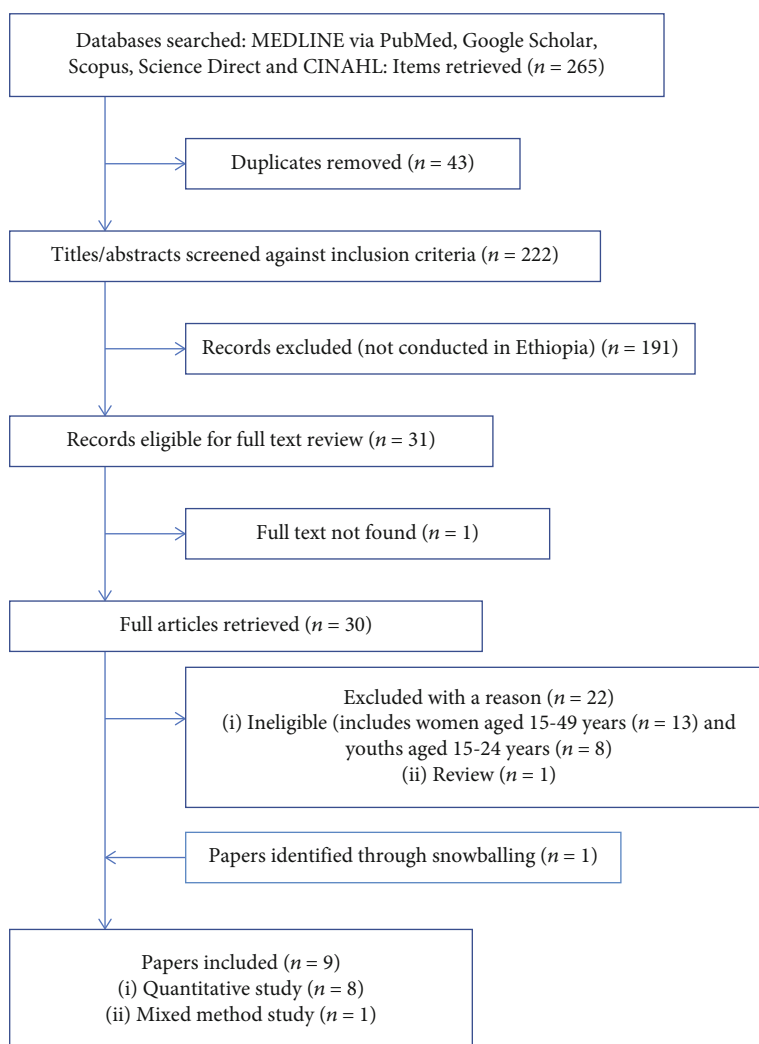 Databases searched: MEDLINE via PubMed, Google Scholar,
Scopus, Science Direct and CINAHL: Items retrieved (n = 265)
Duplicates removed (n = 43)
Titles/abstracts screened against inclusion criteria (n = 222)
Records excluded (not conducted in Ethiopia) (n = 191)
Records eligible for full text review (n = 31)
Full text not found (n = 1)
Full articles retrieved (n = 30)
Excluded with a reason (n = 22)
(i) Ineligible (includes women aged 15-49 years (n = 13) and
youths aged 15-24 years (n = 8)
(ii) Review (n = 1)
Papers identified through snowballing (n = 1)
Papers included (n = 9)
(i) Quantitative study (n = 8)
(ii) Mixed method study (n = 1)